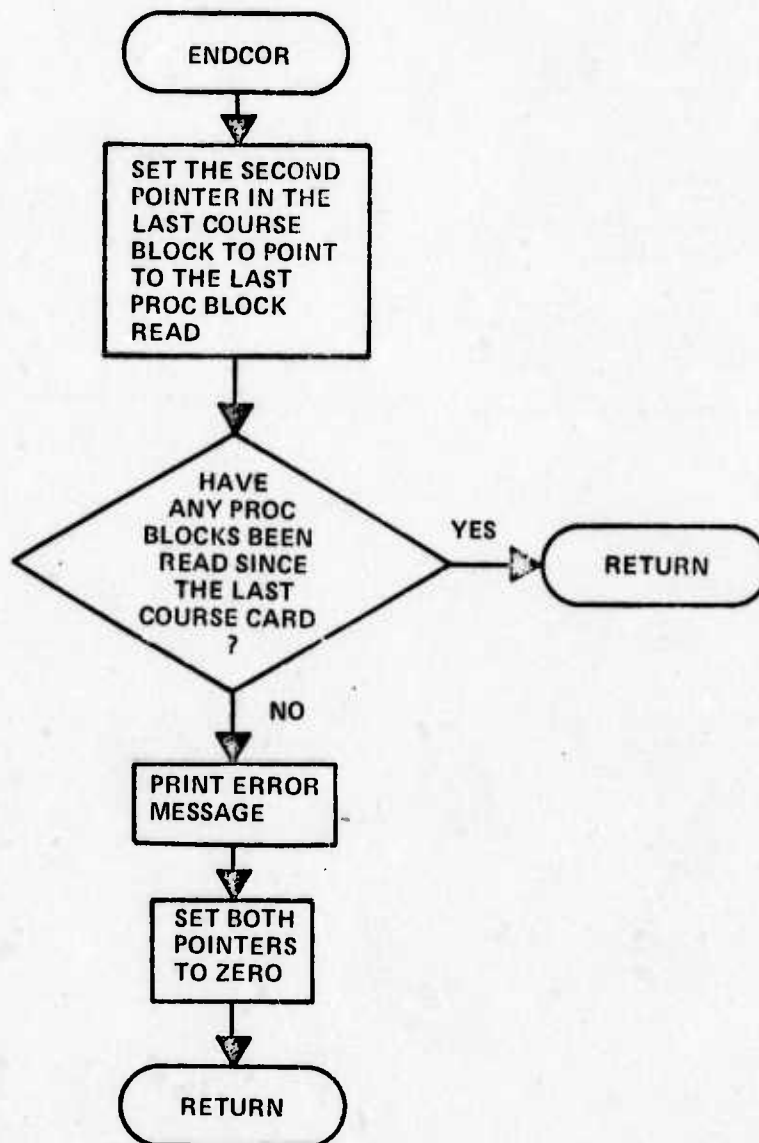 ENDCOR
SET THE SECOND
POINTER IN THE
LAST COURSE
BLOCK TO POINT
TO THE LAST
PROC BLOCK
READ
HAVE
ANY PROC
BLOCKS BEEN
READ SINCE
THE LAST
COURSE CARD
?
YES
RETURN
NO
PRINT ERROR
MESSAGE
SET BOTH
POINTERS
TO ZERO
RETURN